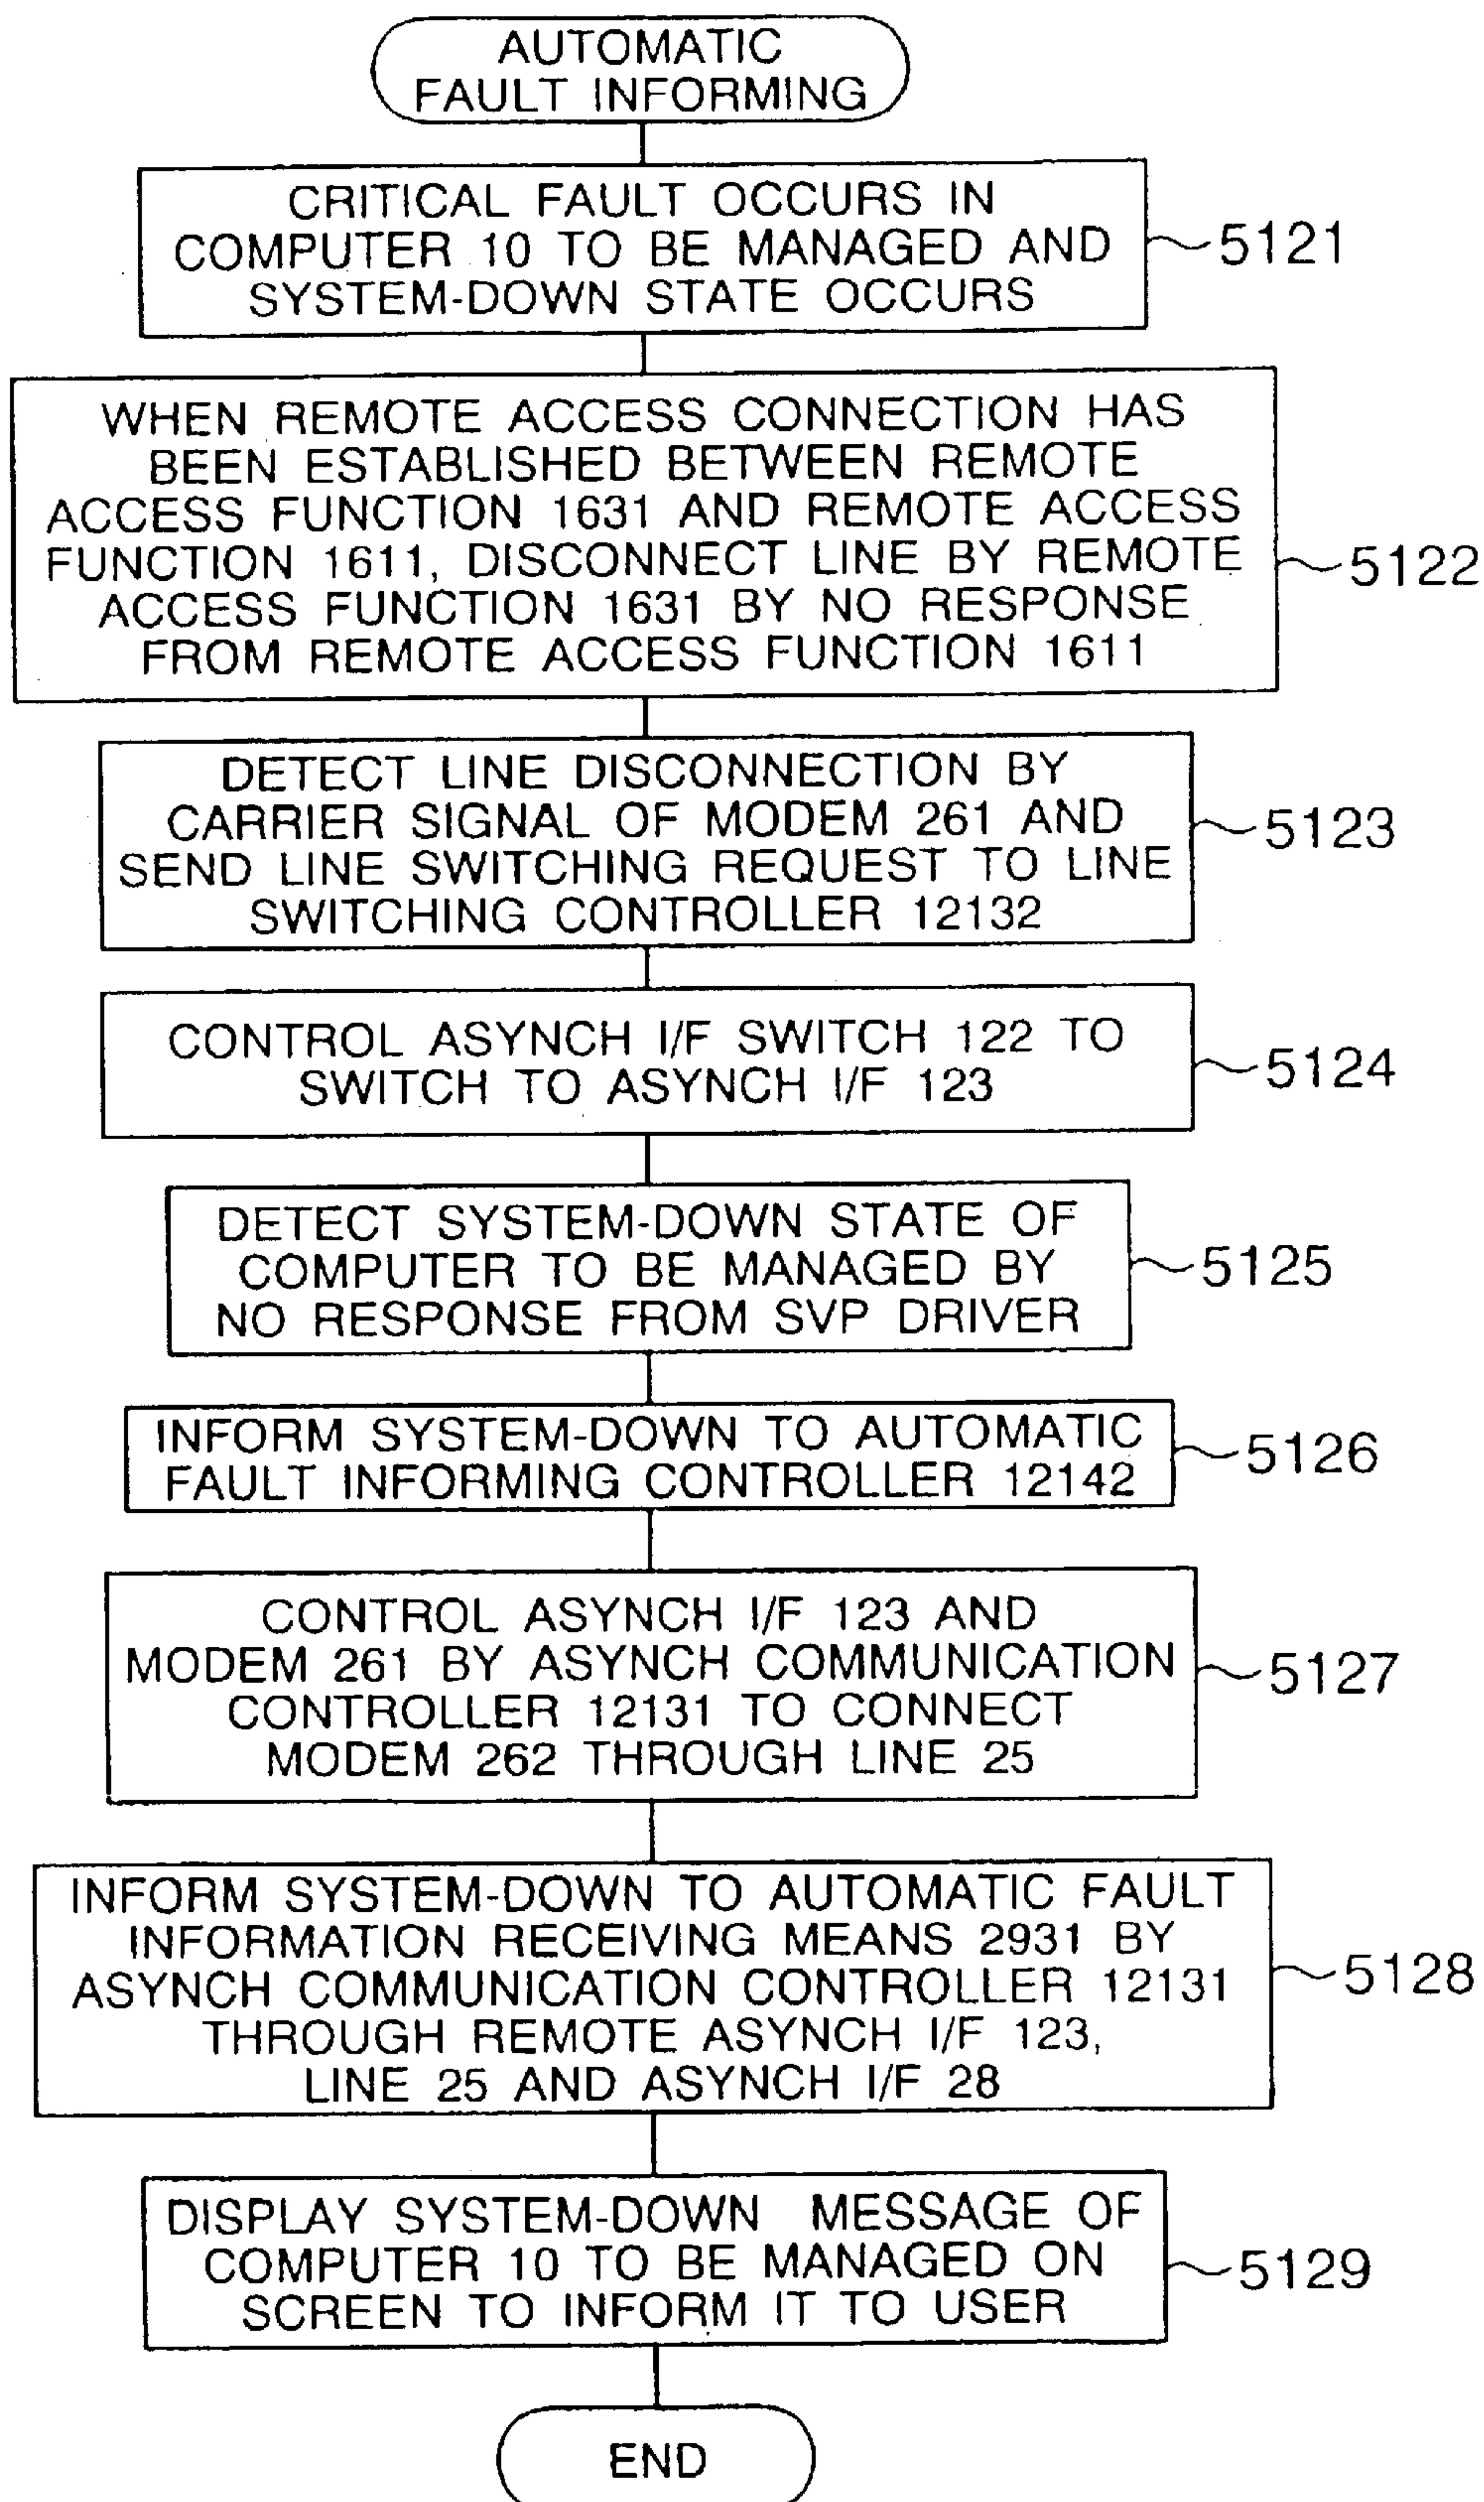 AUTOMATIC
FAULT INFORMING
CRITICAL FAULT OCCURS IN
COMPUTER 10 TO BE MANAGED AND
SYSTEM-DOWN STATE OCCURS
5121
WHEN REMOTE ACCESS CONNECTION HAS
BEEN ESTABLISHED BETWEEN REMOTE
ACCESS FUNCTION 1631 AND REMOTE ACCESS
FUNCTION 1611, DISCONNECT LINE BY REMOTE
ACCESS FUNCTION 1631 BY NO RESPONSE
FROM REMOTE ACCESS FUNCTION 1611
5122
DETECT LINE DISCONNECTION BY
CARRIER SIGNAL OF MODEM 261 AND
SEND LINE SWITCHING REQUEST TO LINE
SWITCHING CONTROLLER 12132
5123
CONTROL ASYNCH I/F SWITCH 122 TO
SWITCH TO ASYNCH I/F 123
5124
DETECT SYSTEM-DOWN STATE OF
COMPUTER TO BE MANAGED BY
NO RESPONSE FROM SVP DRIVER
5125
INFORM SYSTEM-DOWN TO AUTOMATIC
FAULT INFORMING CONTROLLER 12142
5126
CONTROL ASYNCH I/F 123 AND
MODEM 261 BY ASYNCH COMMUNICATION
CONTROLLER 12131 TO CONNECT
MODEM 262 THROUGH LINE 25
5127
INFORM SYSTEM-DOWN TO AUTOMATIC FAULT
INFORMATION RECEIVING MEANS 2931 BY
ASYNCH COMMUNICATION CONTROLLER 12131
THROUGH REMOTE ASYNCH I/F 123,
LINE 25 AND ASYNCH I/F 28
5128
DISPLAY SYSTEM-DOWN MESSAGE OF
COMPUTER 10 TO BE MANAGED ON
SCREEN TO INFORM IT TO USER
5129
END